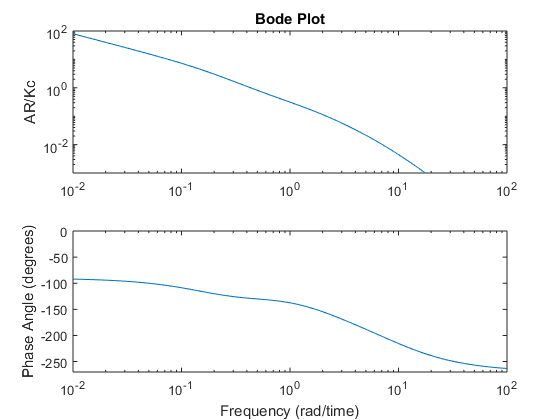 Bode Plot
10^2
10^0
10^-2
AR/Kc
10^-2 10^-1 10^0 10^1 10^2
0
-50
-100
-150
-200
-250
Phase Angle (degrees)
10^-2 10^-1 10^0 10^1 10^2
Frequency (rad/time)